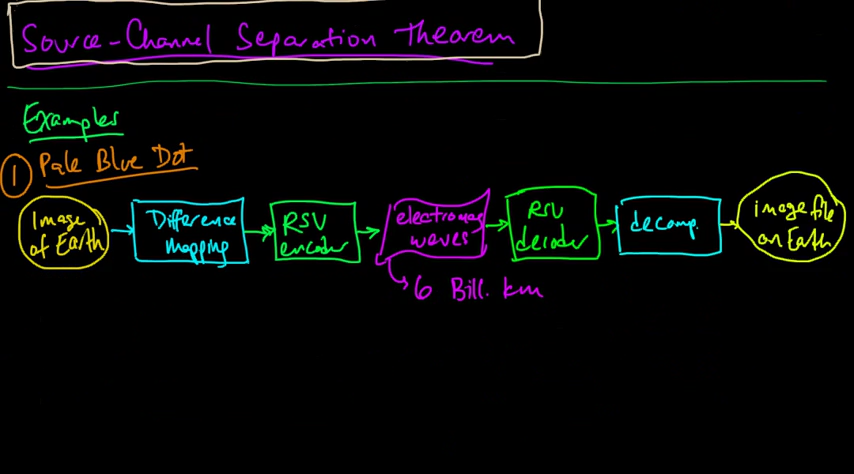 Source-Channel Separation Theorem
Examples
1 Pale Blue Dot
Image of Earth
Difference mapping
RSV encoder
electromag waves
RSV decoder
decomp.
image file on Earth
6 Bill. km